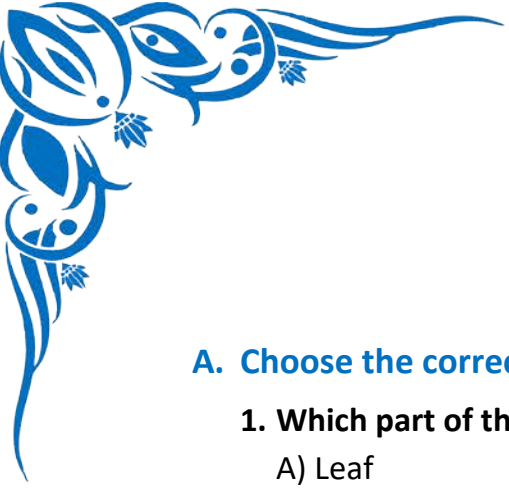 A. Choose the correc
1. Which part of th
A) Leaf